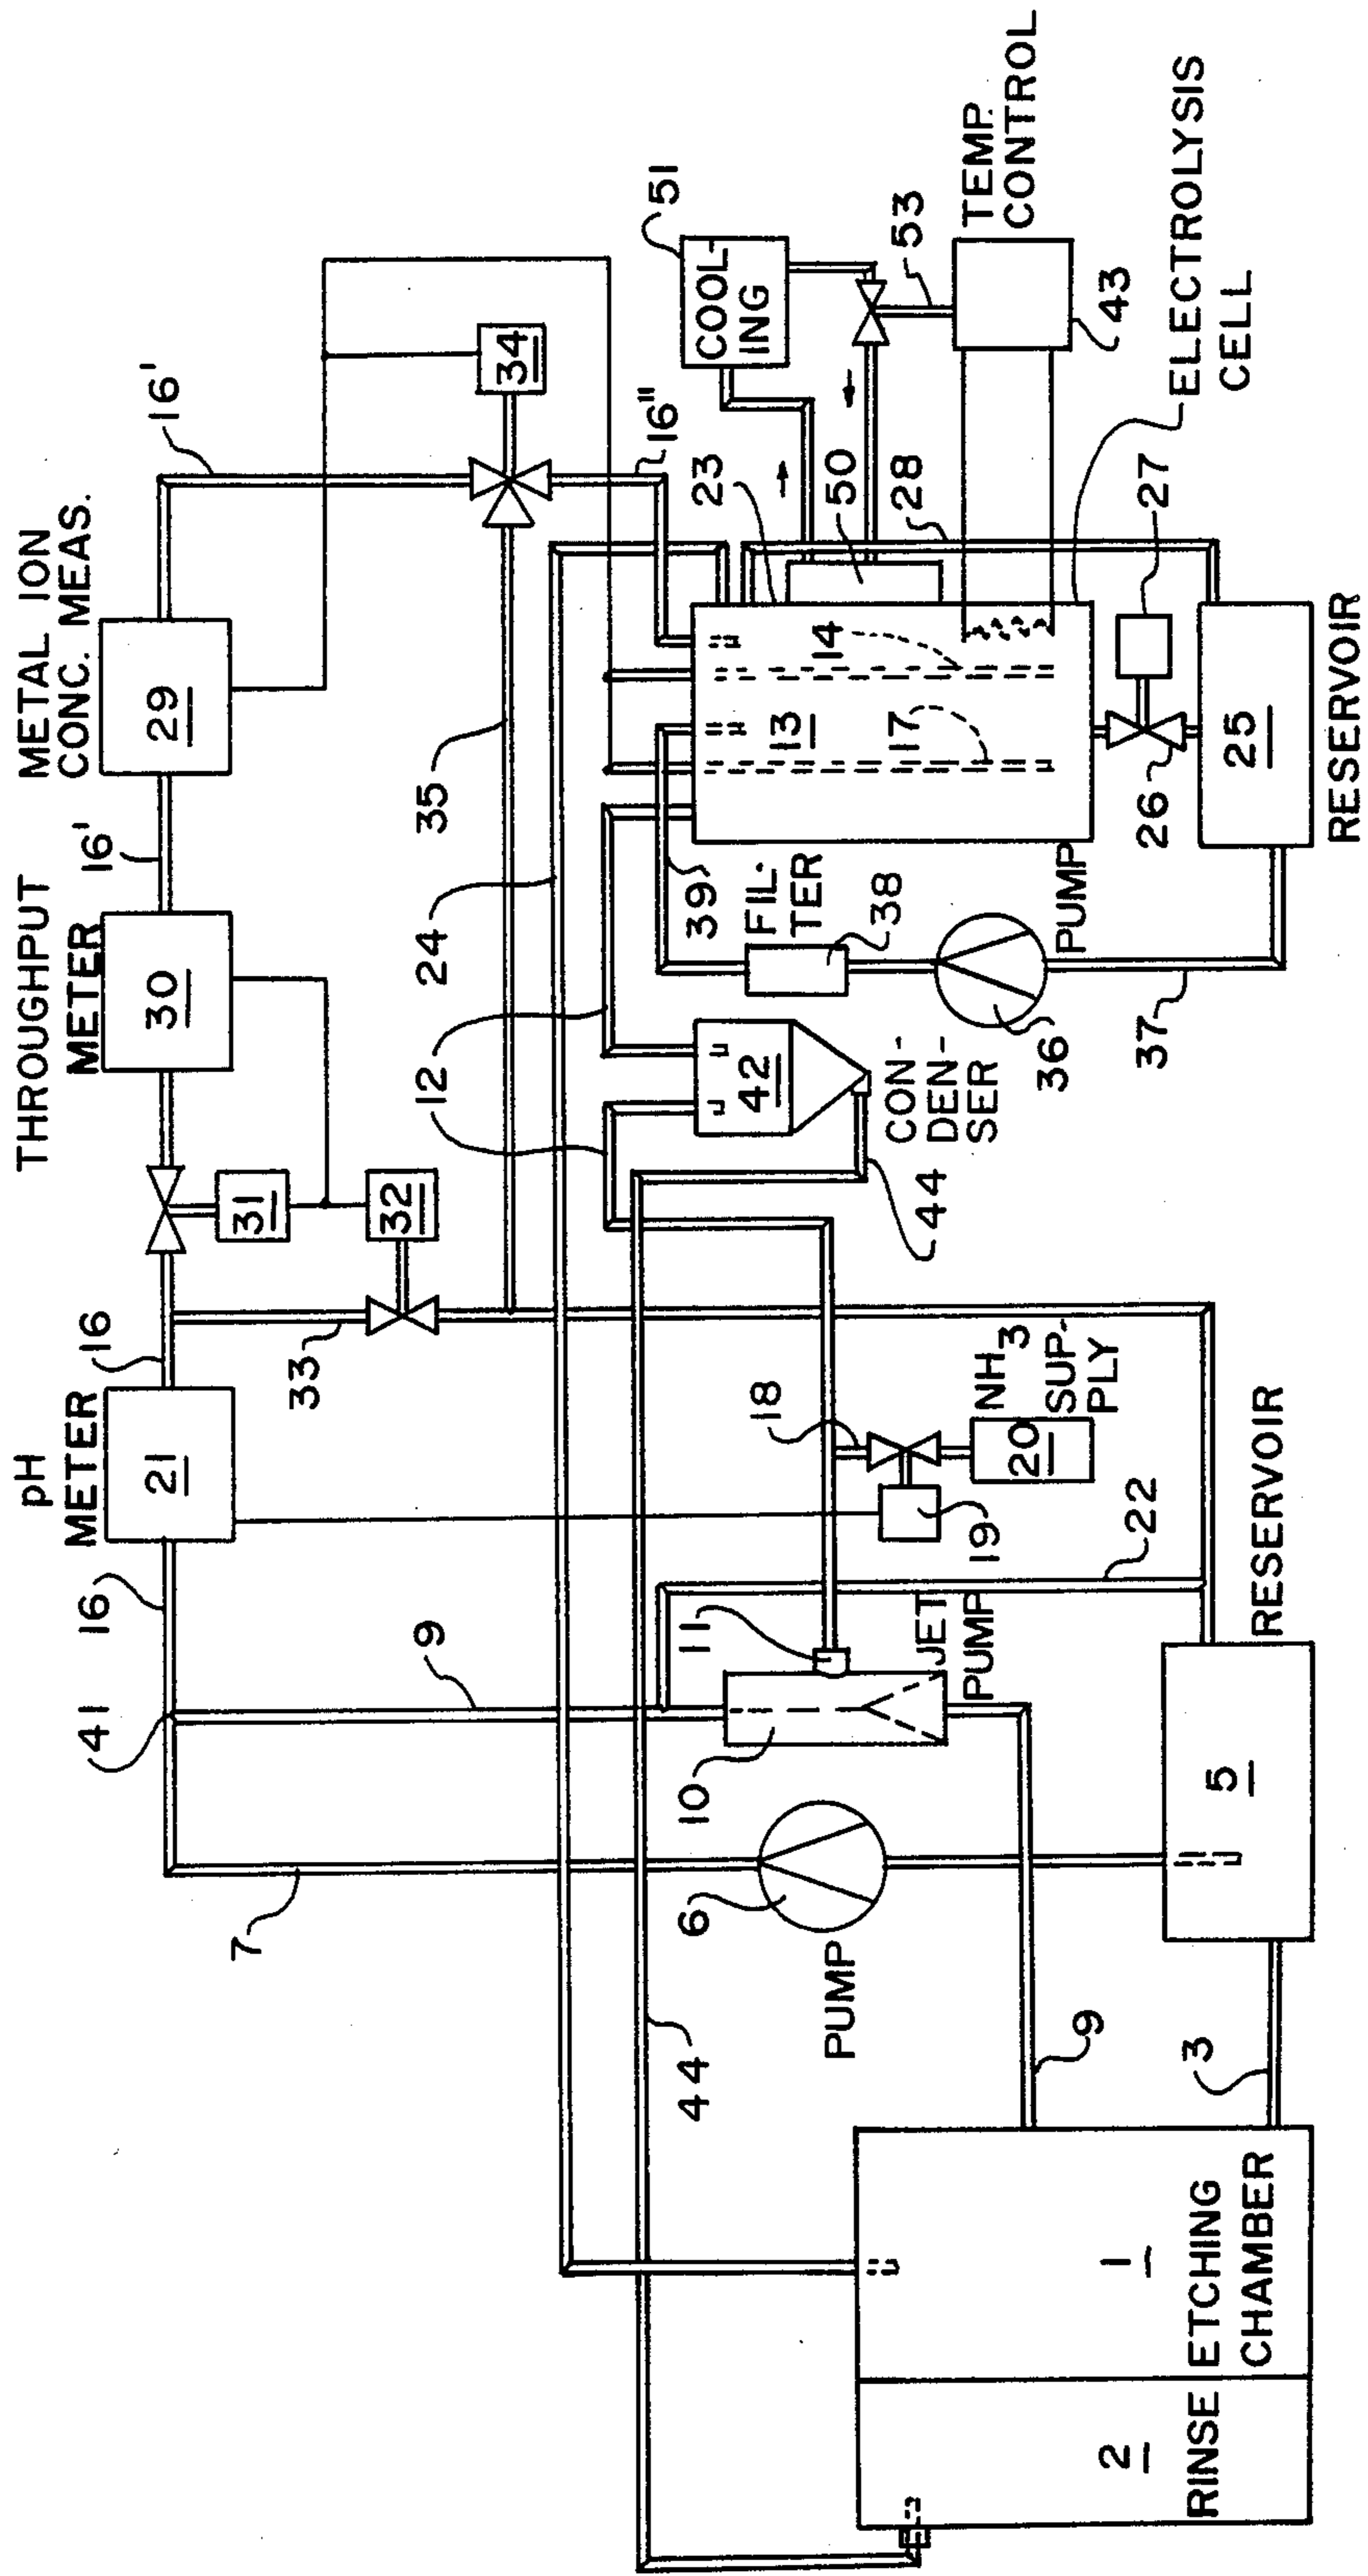 pH
METER
21
THROUGHPUT
METER
30
METAL ION
CONC. MEAS.
29
41
16
16
16'
16'
7
9
33
31
32
12
24
35
34
16"
23
50
28
51
COOL-
ING
53
TEMP.
CONTROL
43
ELECTROLYSIS
CELL
27
26
25
RESERVOIR
13
14
17
39
FIL-
TER
38
PUMP
36
37
42
CON-
DEN-
SER
44
18
NH3
SUP-
PLY
20
19
22
11
JET
PUMP
10
6
PUMP
44
9
3
5
RESERVOIR
1
ETCHING
CHAMBER
2
RINSE